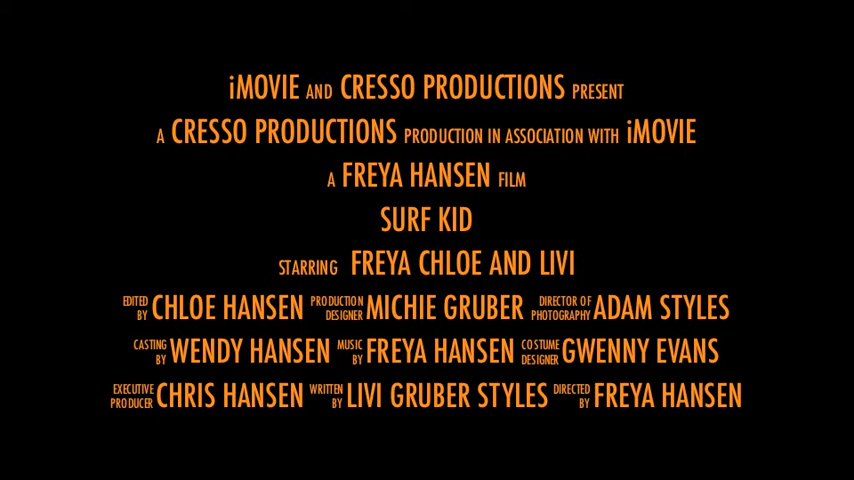 iMOVIE AND CRESSO PRODUCTIONS PRESENT
A CRESSO PRODUCTIONS PRODUCTION IN ASSOCIATION WITH iMOVIE
A FREYA HANSEN FILM
SURF KID
STARRING FREYA CHLOE AND LIVI
EDITED BY CHLOE HANSEN PRODUCTION DESIGNER MICHIE GRUBER DIRECTOR OF PHOTOGRAPHY ADAM STYLES
CASTING BY WENDY HANSEN MUSIC BY FREYA HANSEN COSTUME DESIGNER GWENNY EVANS
EXECUTIVE PRODUCER CHRIS HANSEN WRITTEN BY LIVI GRUBER STYLES DIRECTED BY FREYA HANSEN